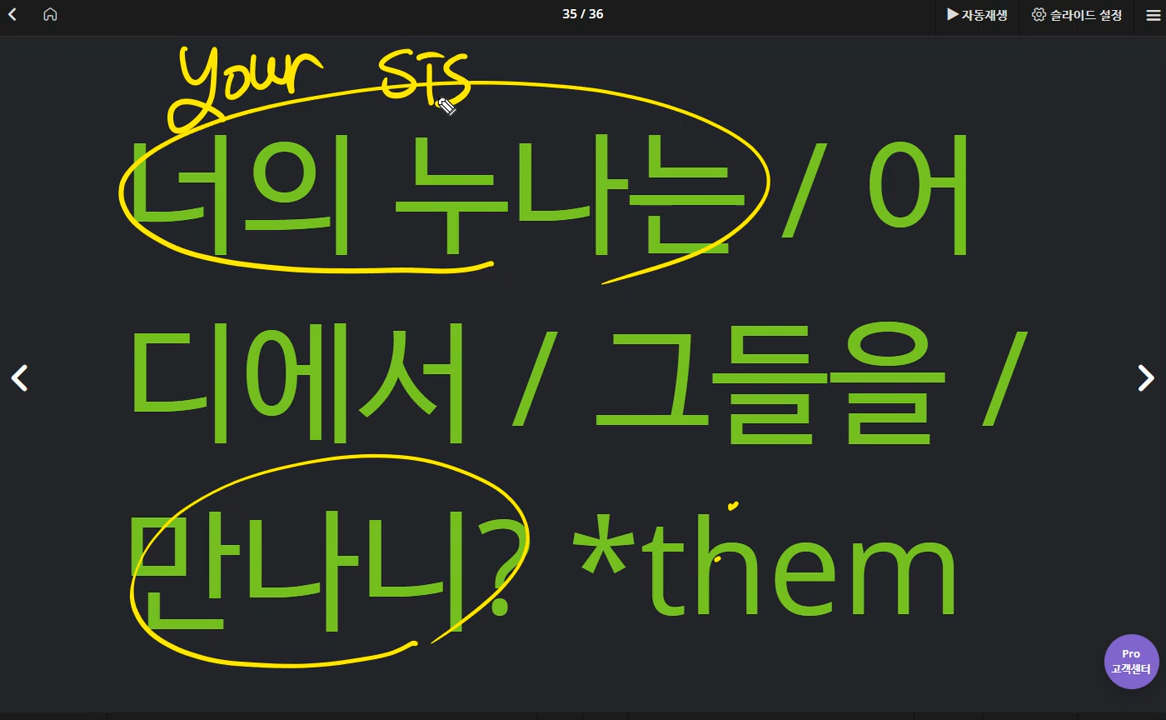 35 / 36
자동재생
슬라이드 설정
your sis
너의 누나는 / 어
디에서 / 그들을 /
만나니? *them
Pro
고객센터